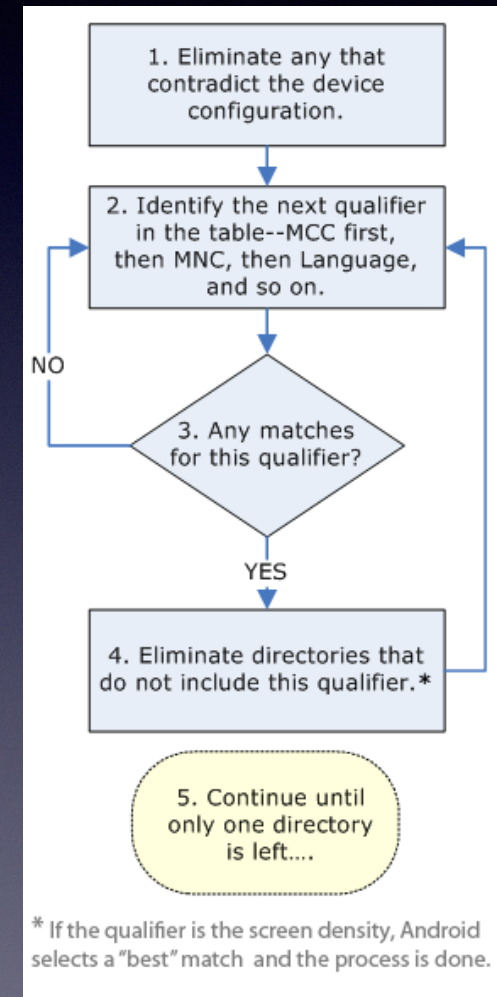 1. Eliminate any that
contradict the device
configuration.
2. Identify the next qualifier
in the table--MCC first,
then MNC, then Language,
and so on.
NO
3. Any matches
for this qualifier?
YES
4. Eliminate directories that
do not include this qualifier.*
5. Continue until
only one directory
is left....
* If the qualifier is the screen density, Android
selects a "best" match and the process is done.